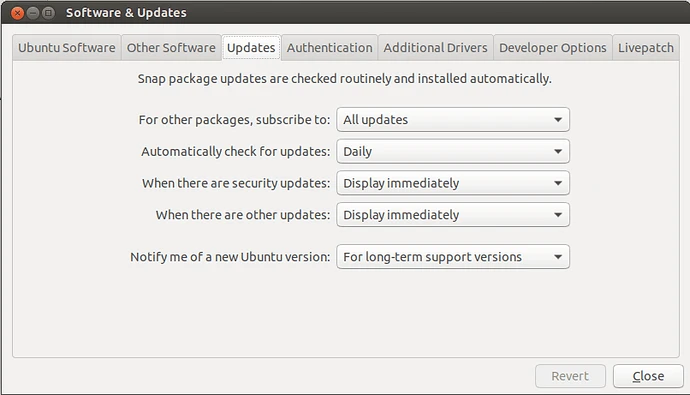 Software & Updates
Ubuntu Software Other Software Updates Authentication Additional Drivers Developer Options Livepatch
Snap package updates are checked routinely and installed automatically.
For other packages, subscribe to: All updates
Automatically check for updates: Daily
When there are security updates: Display immediately
When there are other updates: Display immediately
Notify me of a new Ubuntu version: For long-term support versions
Revert Close